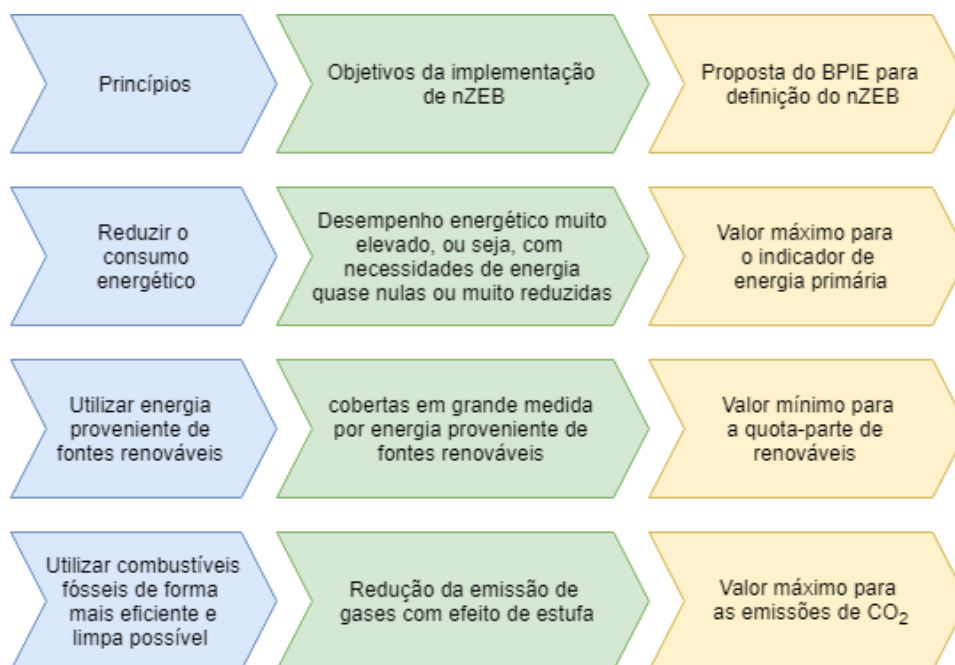 Princípios
Objetivos da implementação
de nZEB
Proposta do BPIE para
definição do nZEB
Reduzir o
consumo
energético
Desempenho energético muito
elevado, ou seja, com
necessidades de energia
quase nulas ou muito reduzidas
Valor máximo para
o indicador de
energia primária
Utilizar energia
proveniente de
fontes renováveis
cobertas em grande medida
por energia proveniente de
fontes renováveis
Valor mínimo para
a quota-parte de
renováveis
Utilizar combustíveis
fósseis de forma
mais eficiente e
limpa possível
Redução da emissão de
gases com efeito de estufa
Valor máximo para
as emissões de CO₂